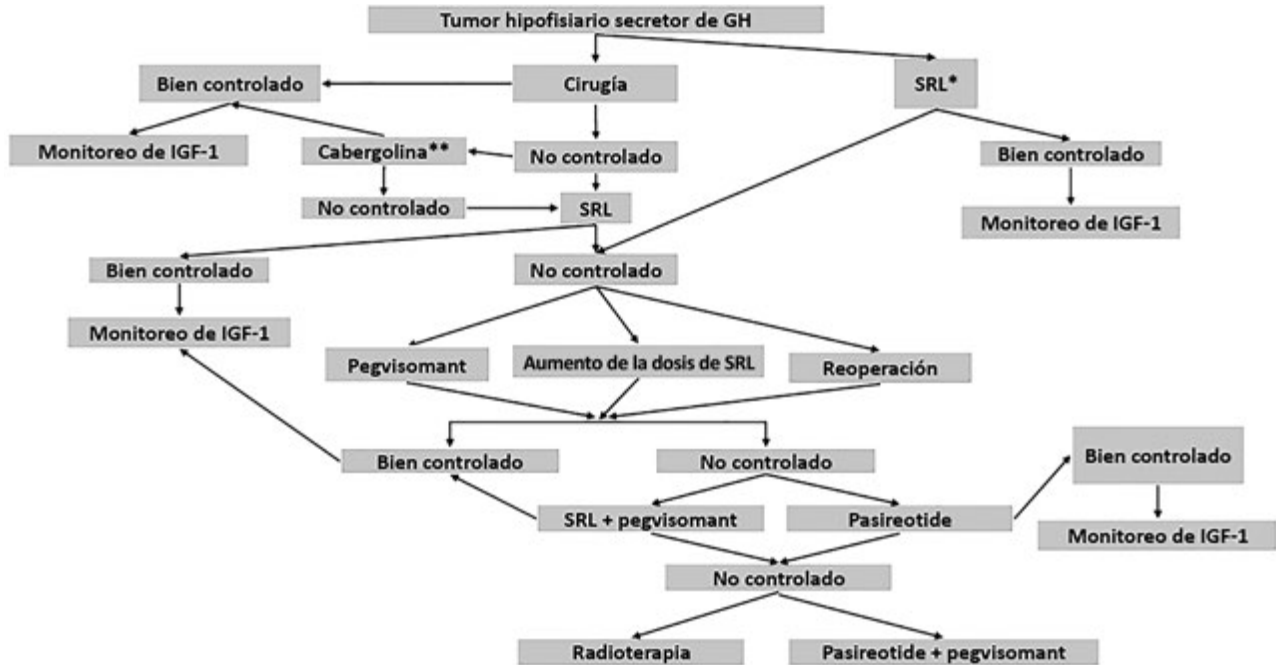 Tumor hipofisiario secretor de GH
Bien controlado
Cirugía
SRL*
Monitoreo de IGF-1
Cabergolina**
No controlado
Bien controlado
No controlado
SRL
Monitoreo de IGF-1
Bien controlado
No controlado
Monitoreo de IGF-1
Pegvisomant
Aumento de la dosis de SRL
Reoperación
Bien controlado
No controlado
Bien controlado
SRL + pegvisomant
Pasireotide
Monitoreo de IGF-1
No controlado
Radioterapia
Pasireotide + pegvisomant